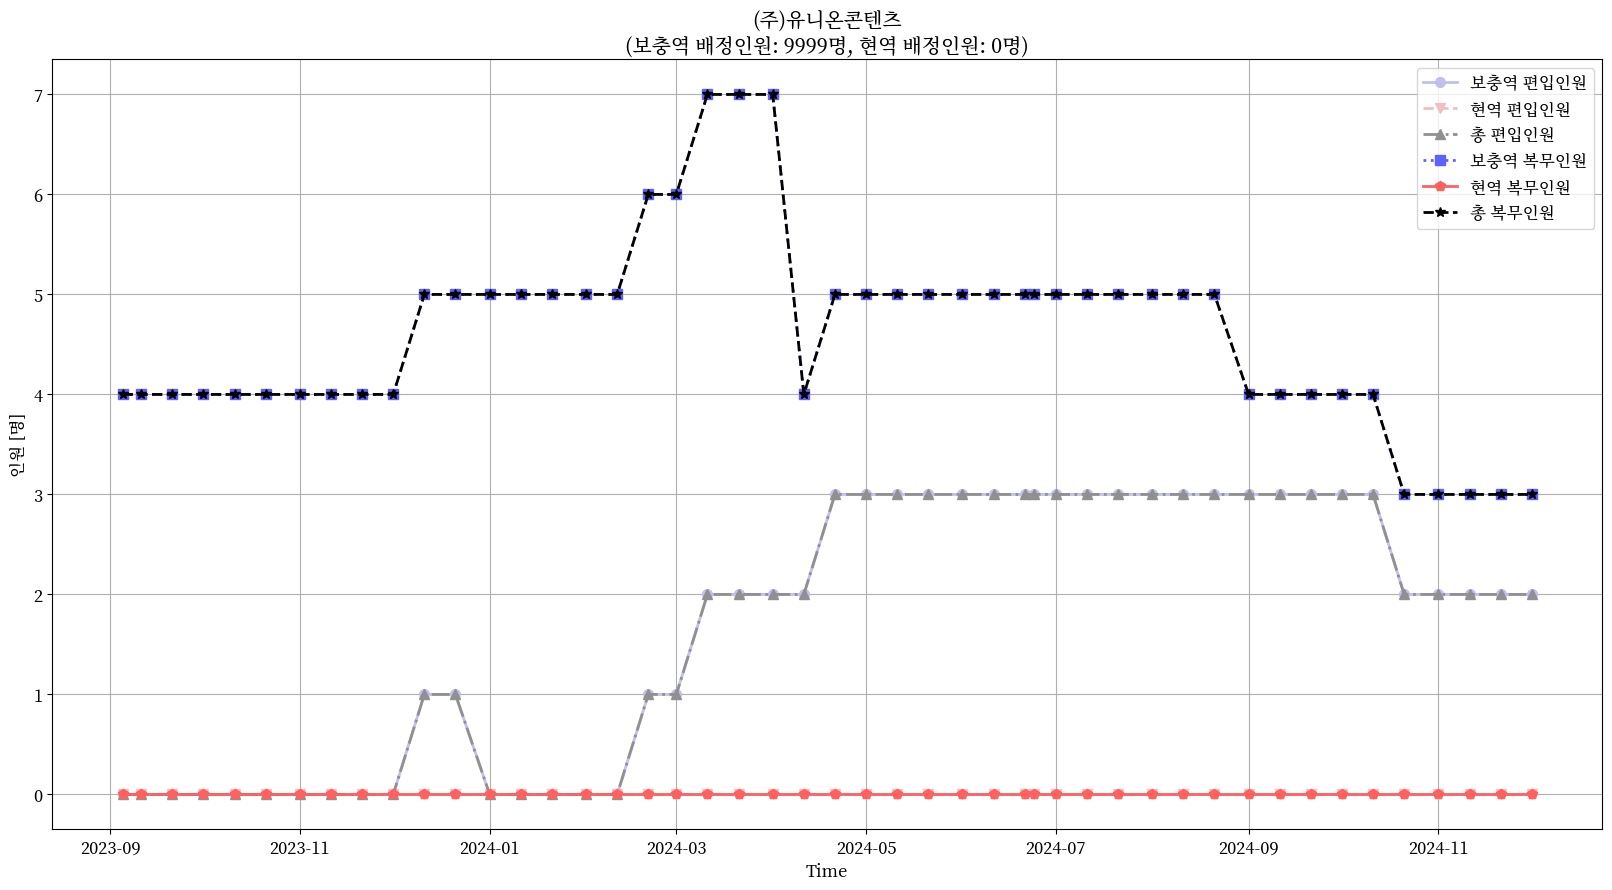 (주)유니온콘텐츠
(보충역 배정인원: 9999명, 현역 배정인원: 0명)
보충역 편입인원
현역 편입인원
총 편입인원
보충역 복무인원
현역 복무인원
총 복무인원
인원 [명]
7
6
5
4
3
2
1
0
2023-09
2023-11
2024-01
2024-03
2024-05
2024-07
2024-09
2024-11
Time